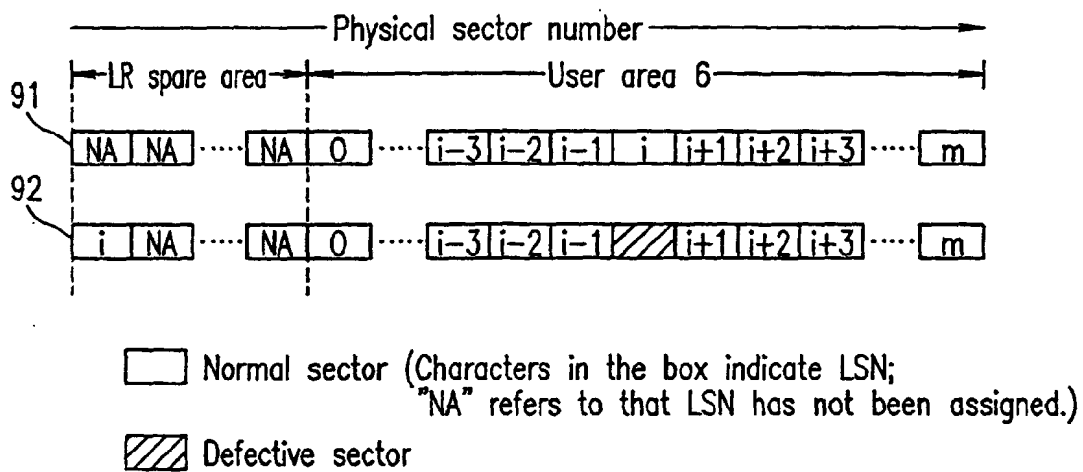 Physical sector number
LR spare area User area 6
91
NA NA ..... NA 0 ..... i-3 i-2 i-1 i i+1 i+2 i+3 ..... m
92
i NA ..... NA 0 ..... i-3 i-2 i-1 i+1 i+2 i+3 ..... m
Normal sector (Characters in the box indicate LSN;
"NA" refers to that LSN has not been assigned.)
Defective sector